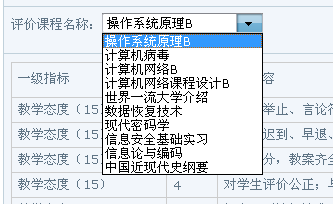 评价课程名称: 操作系统原理B
操作系统原理B
计算机病毒
计算机网络B
计算机网络课程设计B
世界一流大学介绍
数据恢复技术
现代密码学
信息安全基础实习
信息论与编码
中国近现代史纲要
一级指标
容
教学态度（15）
举止、言论得
教学态度（15）
迟到、早退、
教学态度（15）
分，教案齐全
教学态度（15） 4 对学生评价公正；与